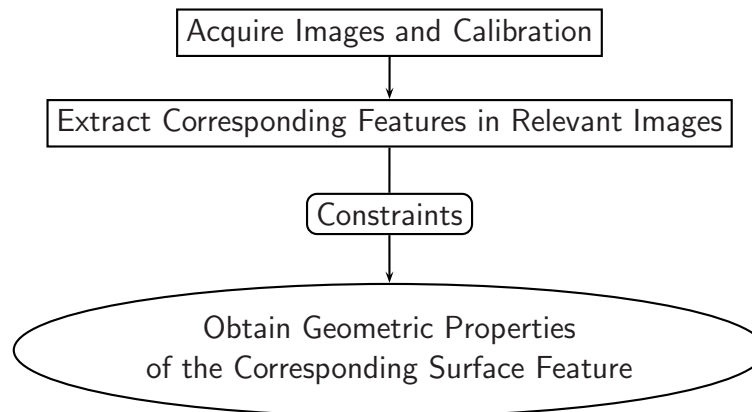 Acquire Images and Calibration
Extract Corresponding Features in Relevant Images
Constraints
Obtain Geometric Properties
of the Corresponding Surface Feature